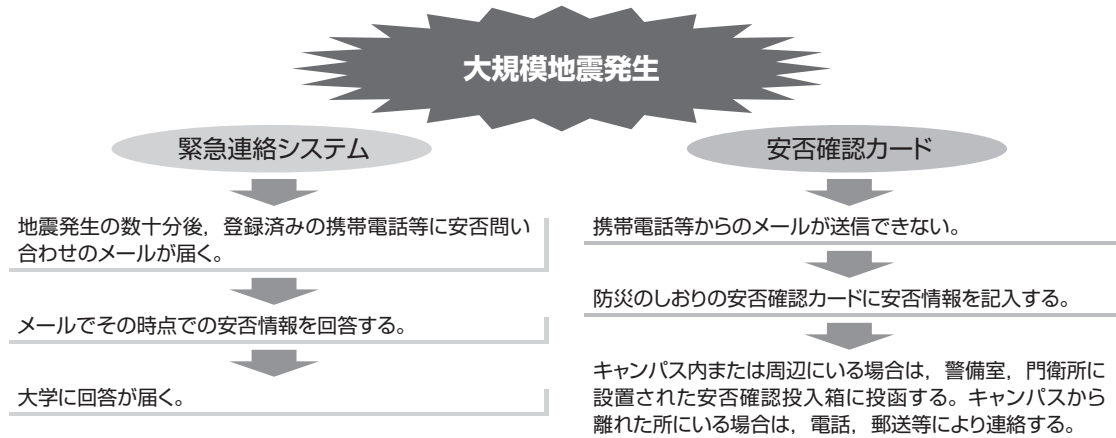 大規模地震発生
緊急連絡システム
地震発生の数十分後，登録済みの携帯電話等に安否問い
合わせのメールが届く。
メールでその時点での安否情報を回答する。
大学に回答が届く。
安否確認カード
携帯電話等からのメールが送信できない。
防災のしおりの安否確認カードに安否情報を記入する。
キャンパス内または周辺にいる場合は，警備室，門衛所に
設置された安否確認投入箱に投函する。キャンパスから
離れた所にいる場合は，電話，郵送等により連絡する。